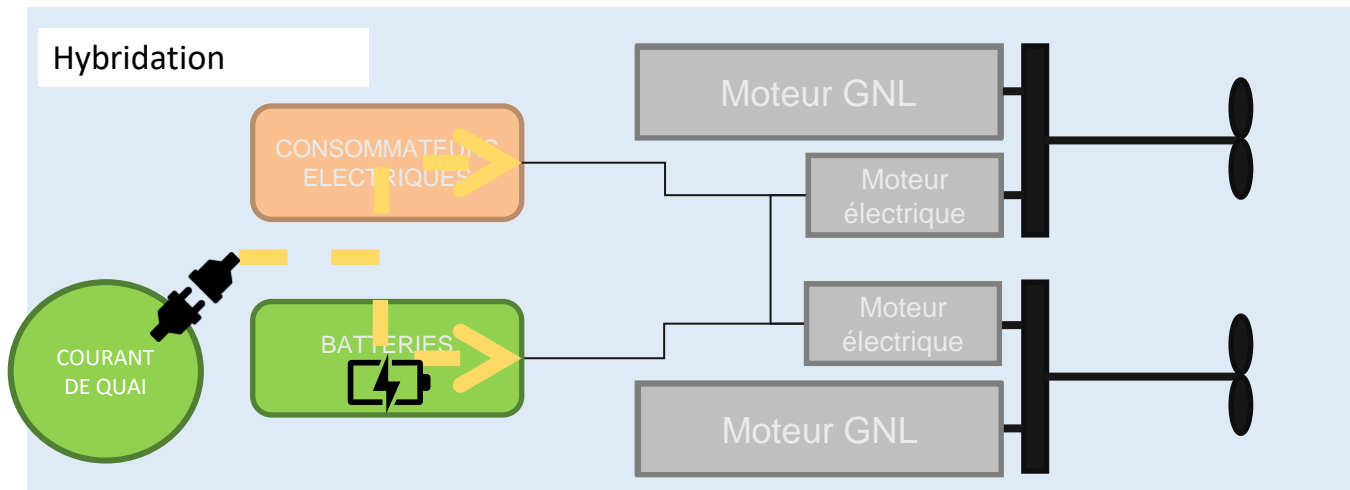 Hybridation
Moteur GNL
CONSOMMATEURS
ELECTRIQUES
Moteur
électrique
COURANT
DE QUAI
BATTERIES
Moteur
électrique
Moteur GNL